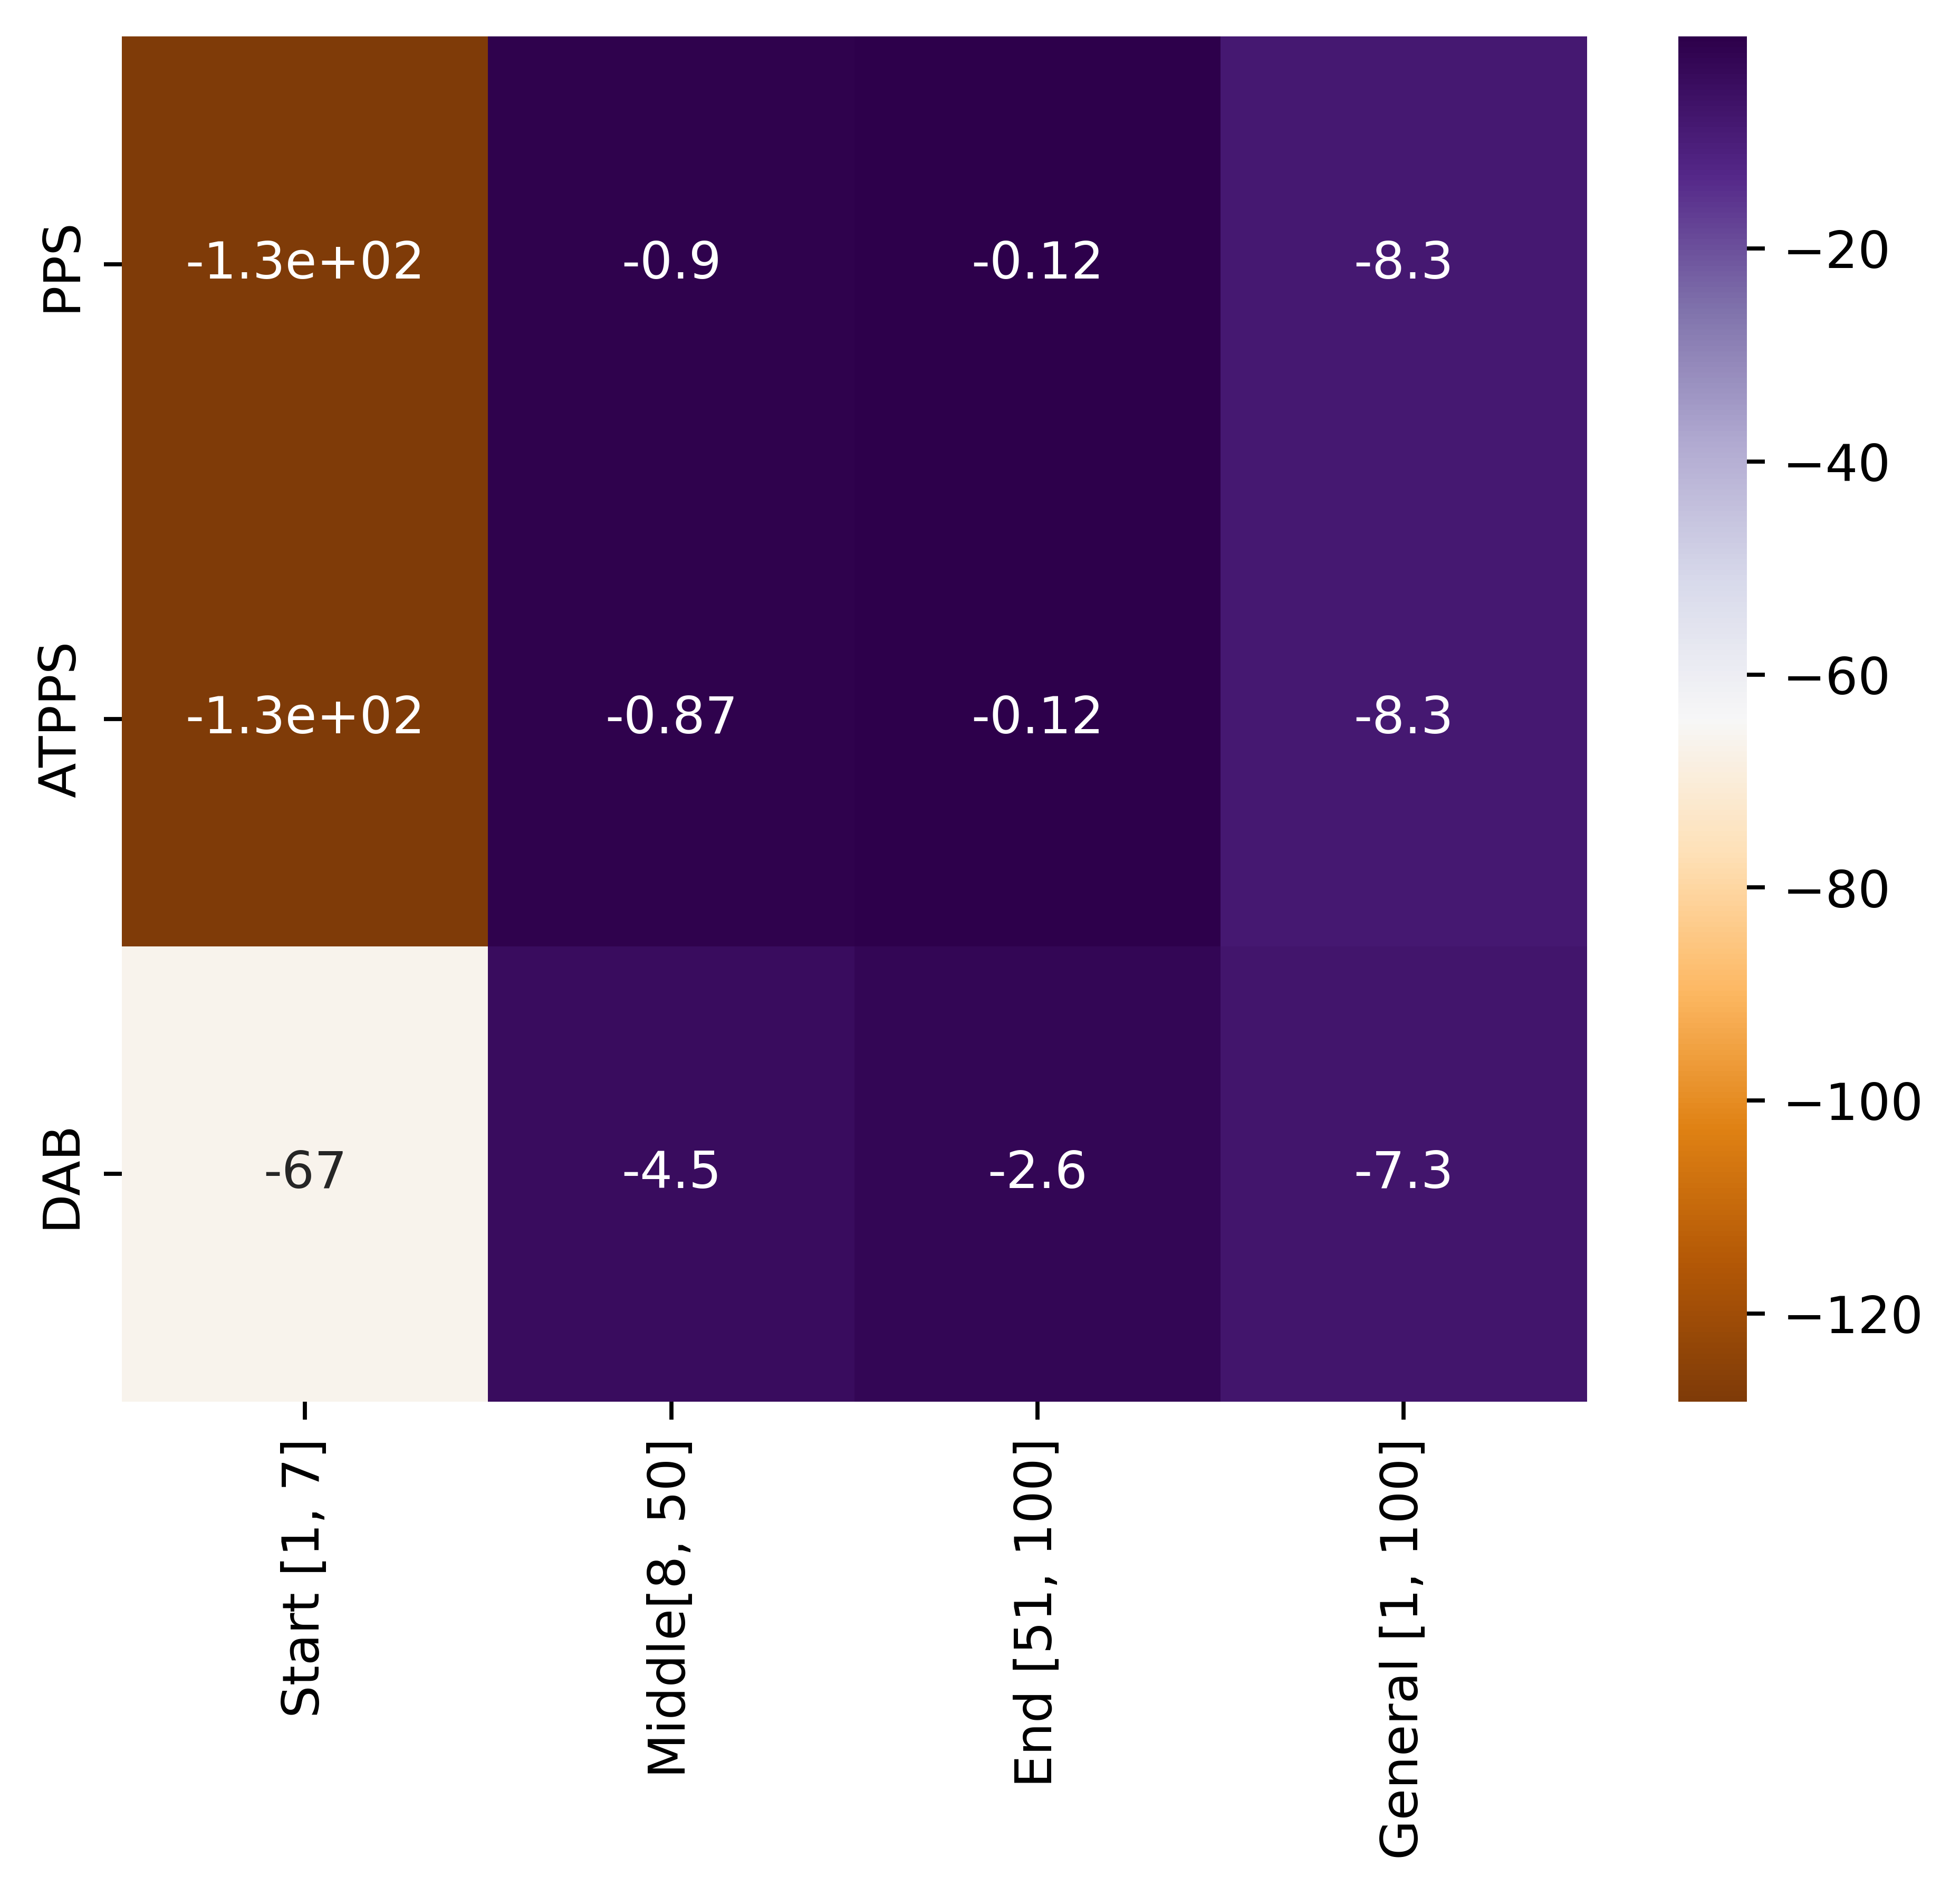 PPS
-1.3e+02 -0.9 -0.12 -8.3
ATPPS
-1.3e+02 -0.87 -0.12 -8.3
DAB
-67 -4.5 -2.6 -7.3
Start [1, 7]
Middle[8, 50]
End [51, 100]
General [1, 100]
−20
−40
−60
−80
−100
−120